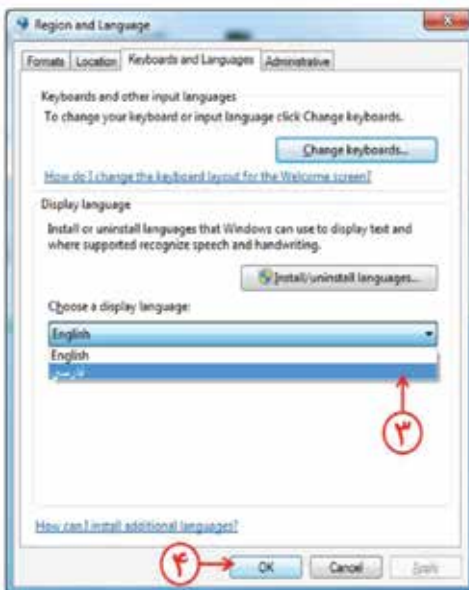 Region and Language
Formats Location Keyboards and Languages Administrative
Keyboards and other input languages
To change your keyboard or input language click Change keyboards.
Change keyboards...
How do I change the keyboard layout for the Welcome screen?
Display language
Install or uninstall languages that Windows can use to display text and
where supported recognize speech and handwriting.
Install/uninstall languages...
Choose a display language:
English
English
فارسی
۳
How can I install additional languages?
۴
OK Cancel Apply